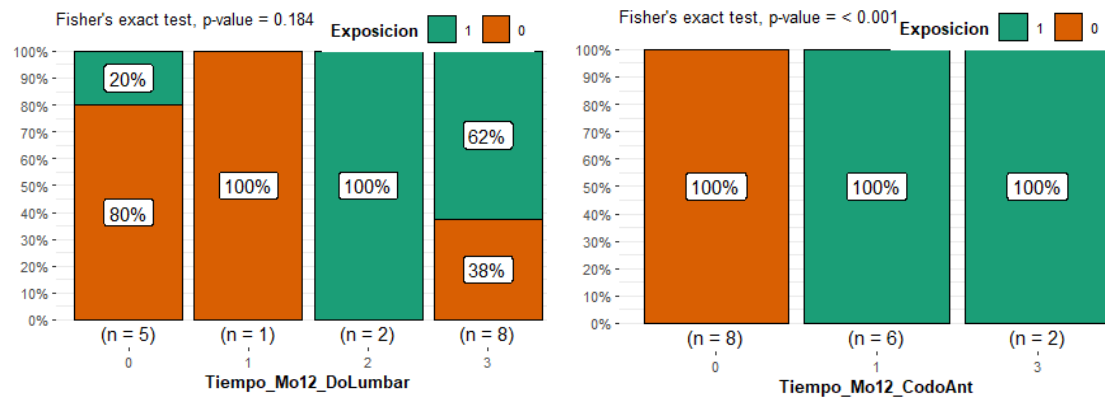 Fisher's exact test, p-value = 0.184
Exposicion 1 0
100%
90%
80%
70%
60%
50%
40%
30%
20%
10%
0%
20%
80%
100%
100%
62%
38%
(n = 5) (n = 1) (n = 2) (n = 8)
0 1 2 3
Tiempo_Mo12_DoLumbar
Fisher's exact test, p-value = < 0.001
Exposicion 1 0
100%
90%
80%
70%
60%
50%
40%
30%
20%
10%
0%
100% 100% 100%
(n = 8) (n = 6) (n = 2)
0 1 3
Tiempo_Mo12_CodoAnt